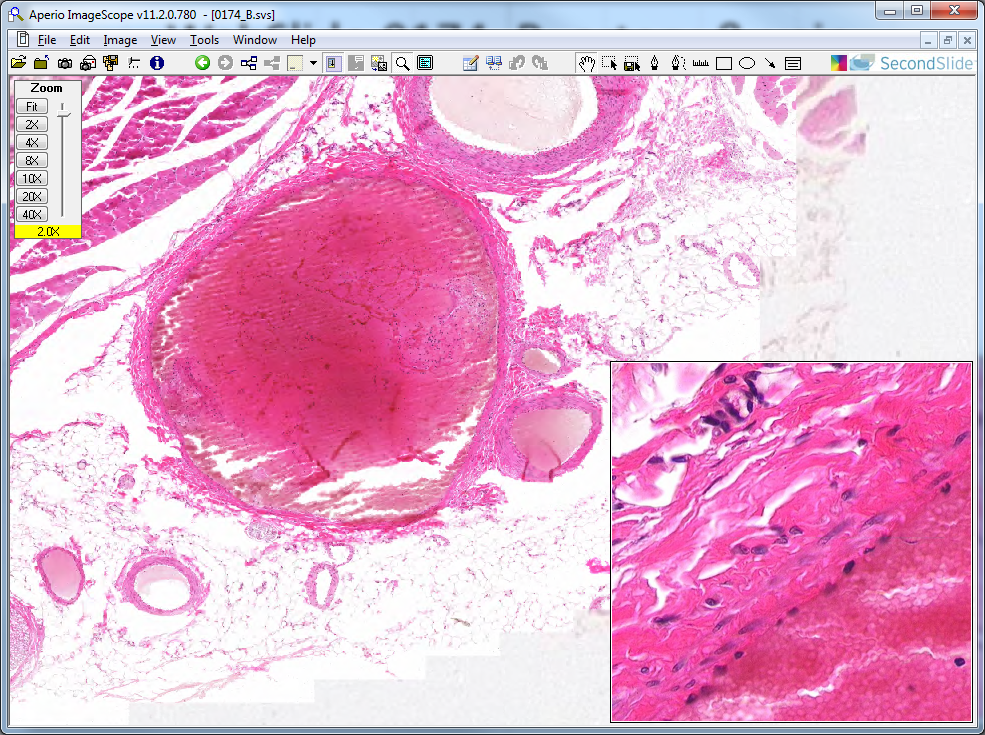 Aperio ImageScope v11.2.0.780 - [0174_B.svs]
File Edit Image View Tools Window Help
SecondSlide
Zoom
Fit
2X
4X
8X
10X
20X
40X
2.0X